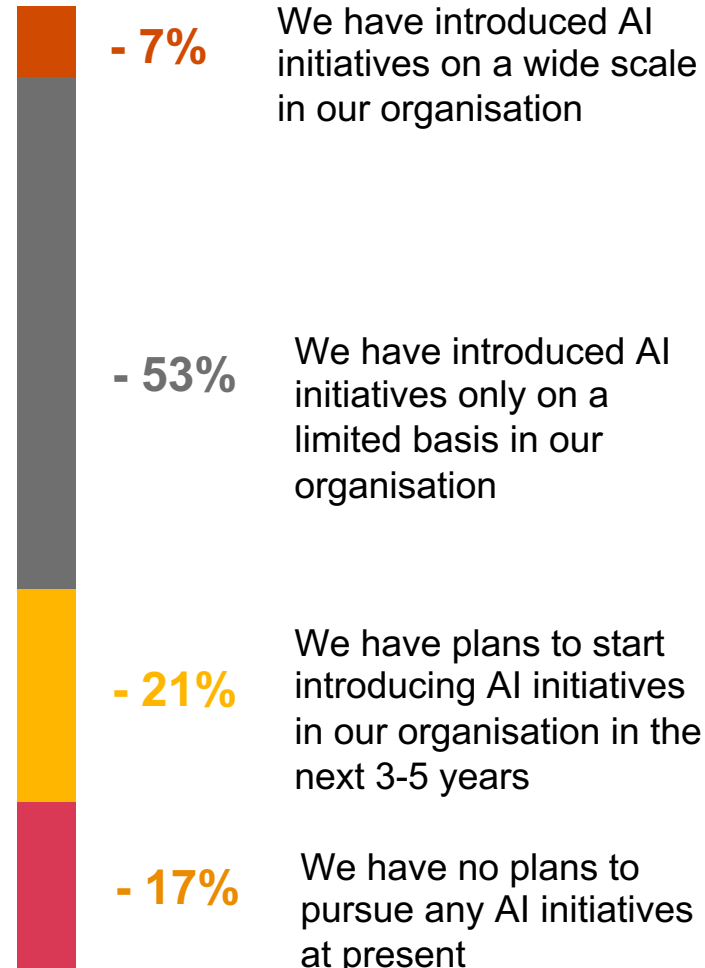 - 7%
We have introduced AI
initiatives on a wide scale
in our organisation
- 53%
We have introduced AI
initiatives only on a
limited basis in our
organisation
- 21%
We have plans to start
introducing AI initiatives
in our organisation in the
next 3-5 years
- 17%
We have no plans to
pursue any AI initiatives
at present